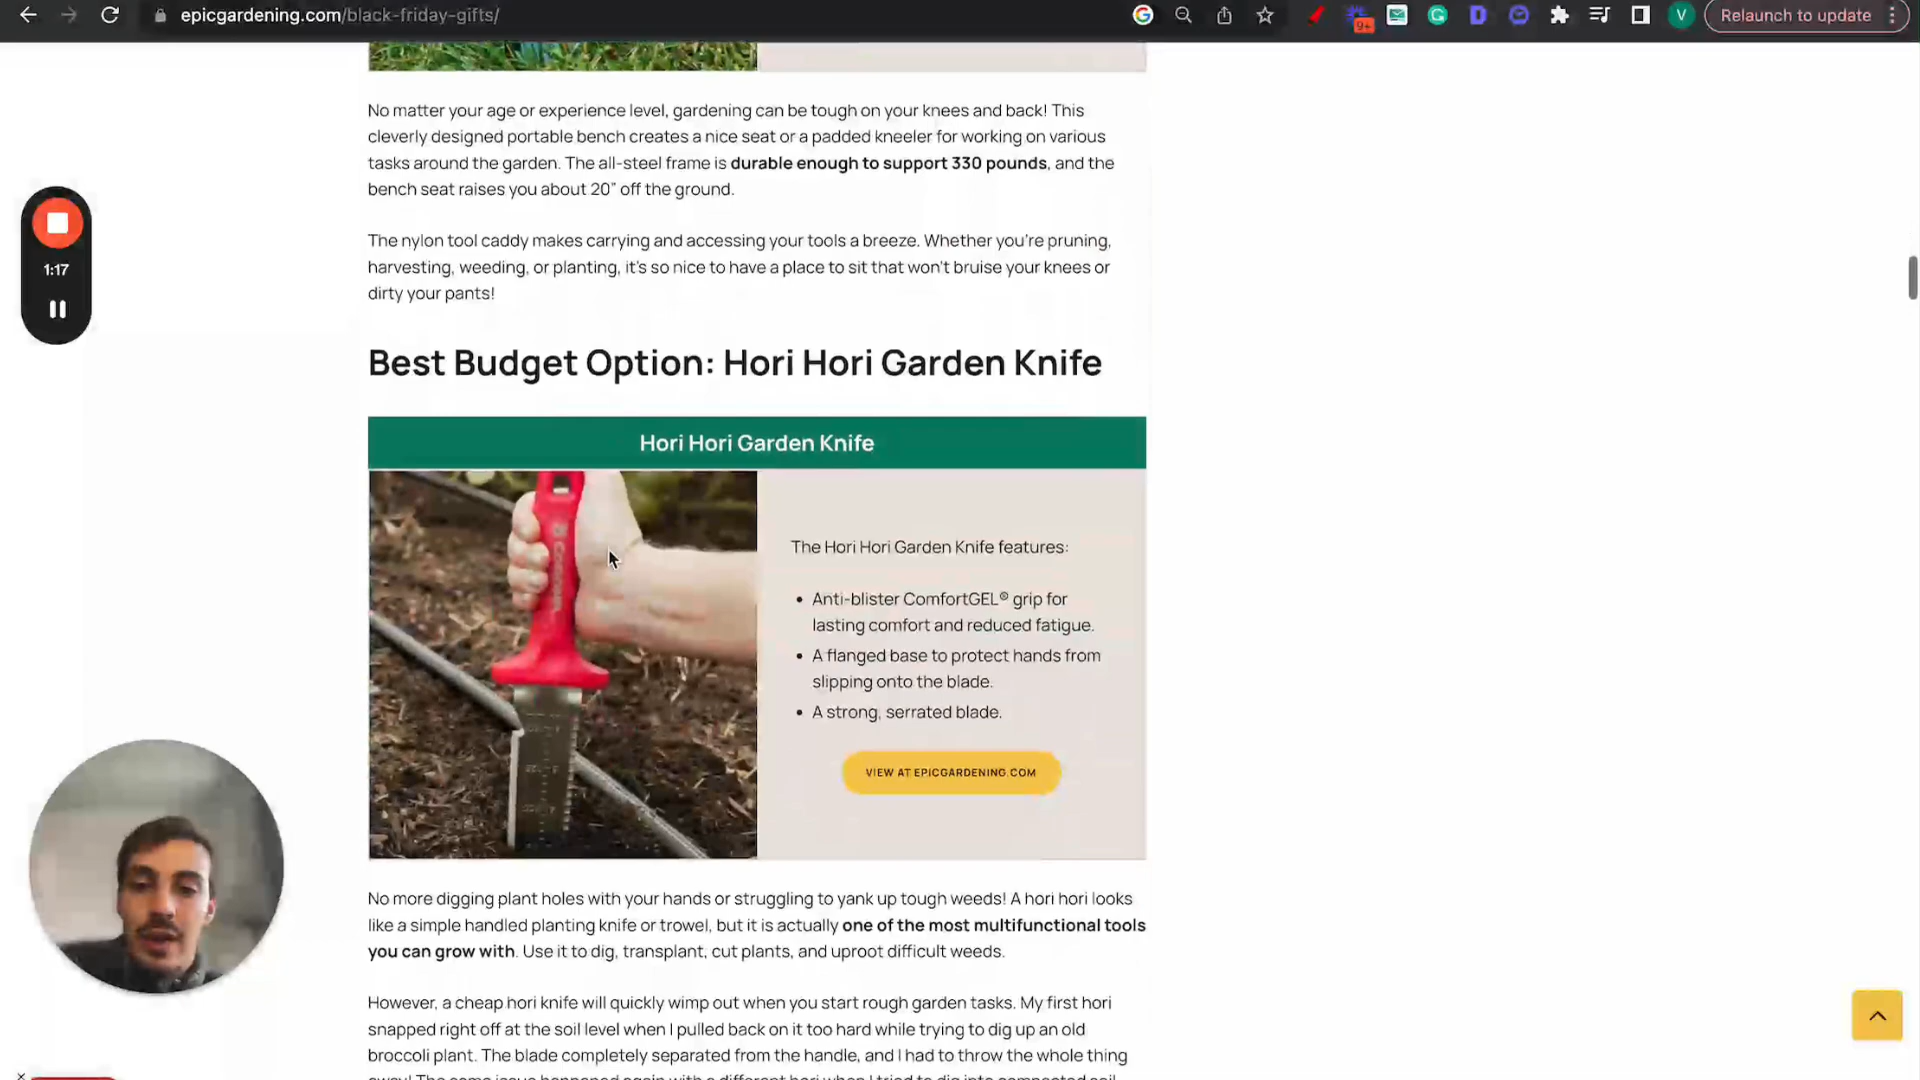 epicgardening.com/black-friday-gifts/
9+
D
V
Relaunch to update
No matter your age or experience level, gardening can be tough on your knees and back! This
cleverly designed portable bench creates a nice seat or a padded kneeler for working on various
tasks around the garden. The all-steel frame is durable enough to support 330 pounds, and the
bench seat raises you about 20” off the ground.
1:17
The nylon tool caddy makes carrying and accessing your tools a breeze. Whether you’re pruning,
harvesting, weeding, or planting, it’s so nice to have a place to sit that won’t bruise your knees or
dirty your pants!
Best Budget Option: Hori Hori Garden Knife
Hori Hori Garden Knife
The Hori Hori Garden Knife features:
• Anti-blister ComfortGEL® grip for
lasting comfort and reduced fatigue.
• A flanged base to protect hands from
slipping onto the blade.
• A strong, serrated blade.
VIEW AT EPICGARDENING.COM
No more digging plant holes with your hands or struggling to yank up tough weeds! A hori hori looks
like a simple handled planting knife or trowel, but it is actually one of the most multifunctional tools
you can grow with. Use it to dig, transplant, cut plants, and uproot difficult weeds.
However, a cheap hori knife will quickly wimp out when you start rough garden tasks. My first hori
snapped right off at the soil level when I pulled back on it too hard while trying to dig up an old
broccoli plant. The blade completely separated from the handle, and I had to throw the whole thing